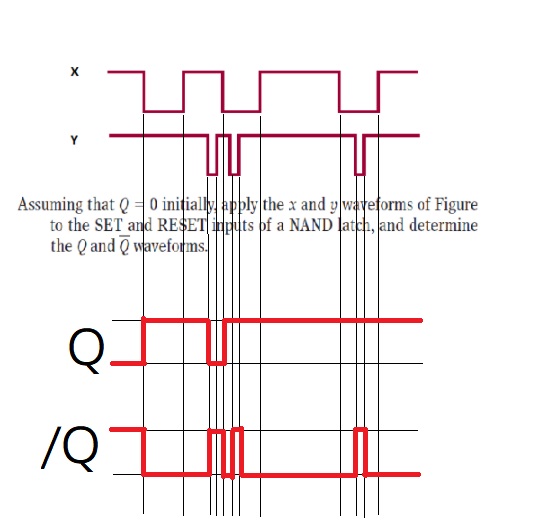 X
Y
Assuming that Q = 0 initially, apply the x and y waveforms of Figure
to the SET and RESET inputs of a NAND latch, and determine
the Q and Q̅ waveforms.
Q
/Q